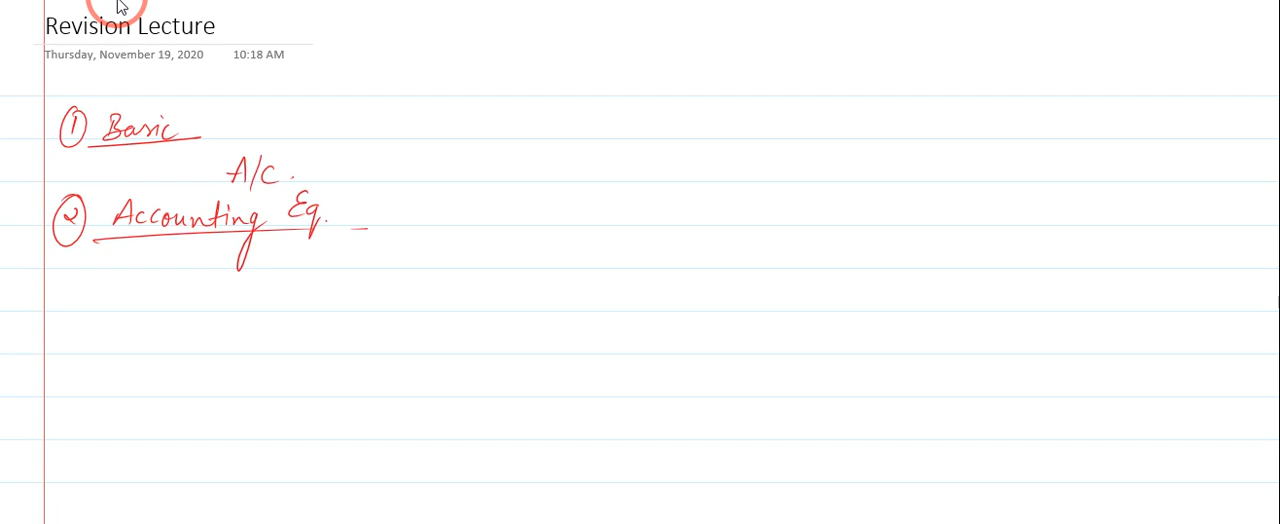 Revision Lecture
Thursday, November 19, 2020 10:18 AM
① Basic
A/C.
② Accounting Eq. –